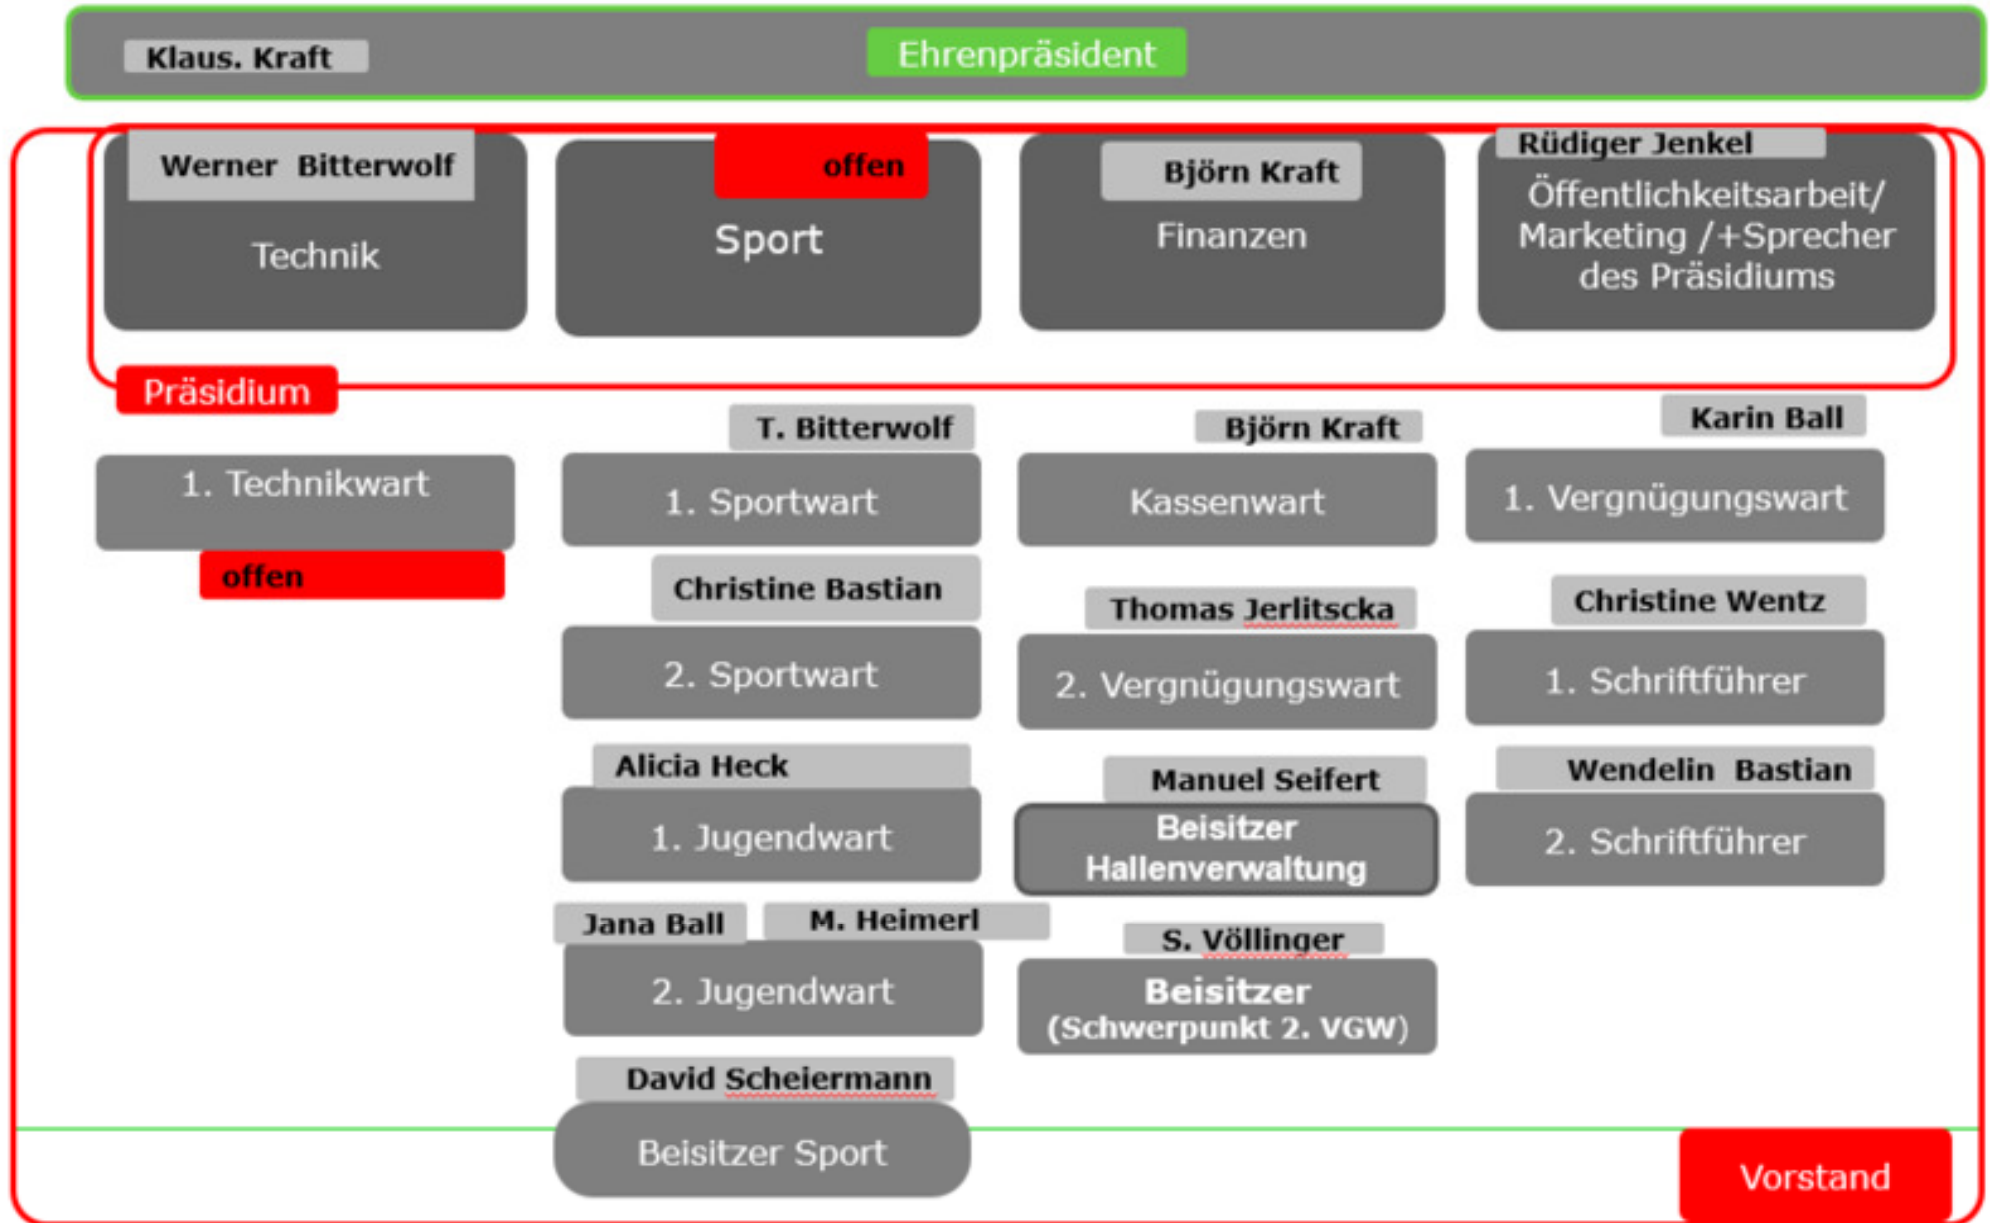 Klaus. Kraft
Ehrenpräsident
Werner Bitterwolf
Technik
offen
Sport
Björn Kraft
Finanzen
Rüdiger Jenkel
Öffentlichkeitsarbeit/
Marketing /+Sprecher
des Präsidiums
Präsidium
1. Technikwart
offen
T. Bitterwolf
1. Sportwart
Christine Bastian
2. Sportwart
Alicia Heck
1. Jugendwart
Jana Ball
M. Heimerl
2. Jugendwart
David Scheiermann
Beisitzer Sport
Björn Kraft
Kassenwart
Thomas Jerlitscka
2. Vergnügungswart
Manuel Seifert
Beisitzer
Hallenverwaltung
S. Völlinger
Beisitzer
(Schwerpunkt 2. VGW)
Karin Ball
1. Vergnügungswart
Christine Wentz
1. Schriftführer
Wendelin Bastian
2. Schriftführer
Vorstand